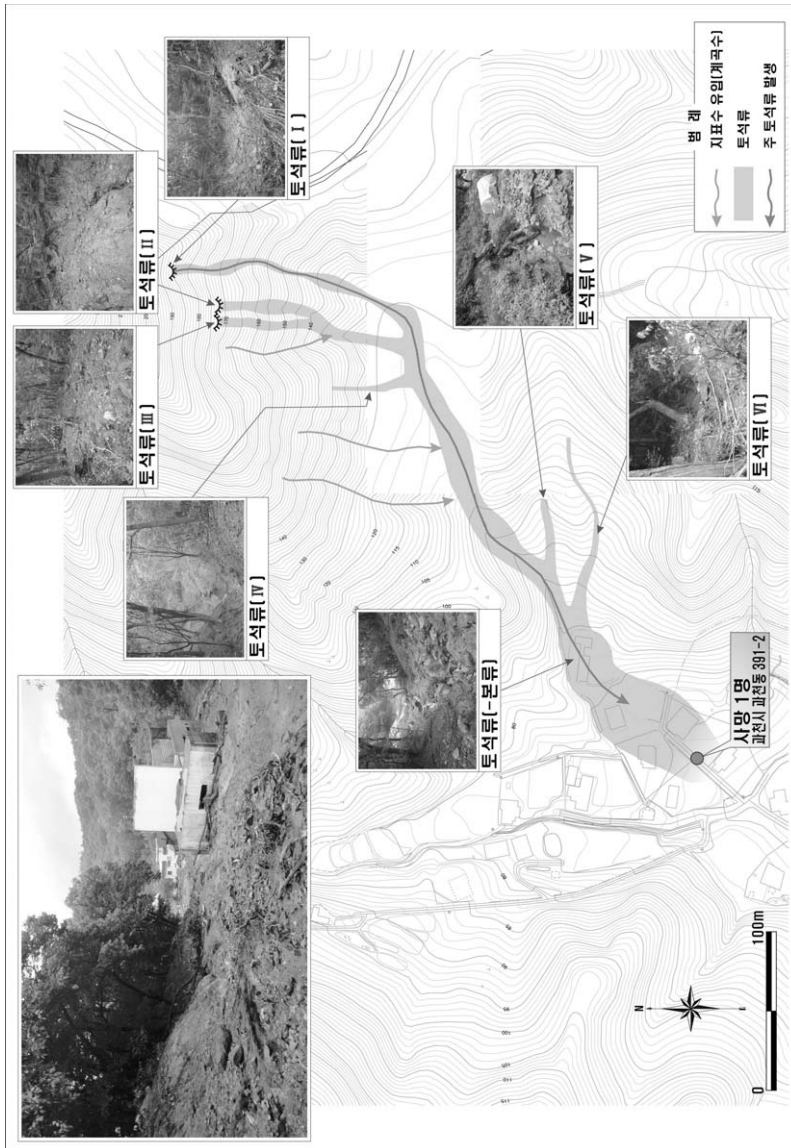 토석류(Ⅰ)
토석류(Ⅱ)
토석류(Ⅲ)
토석류(Ⅳ)
토석류(Ⅴ)
토석류(Ⅵ)
토석류(-본류)
사망 1명
과천시 과천동 391-2
범 례
지표수 유입(계곡수)
토석류
주 토석류 발생
N
0
100m